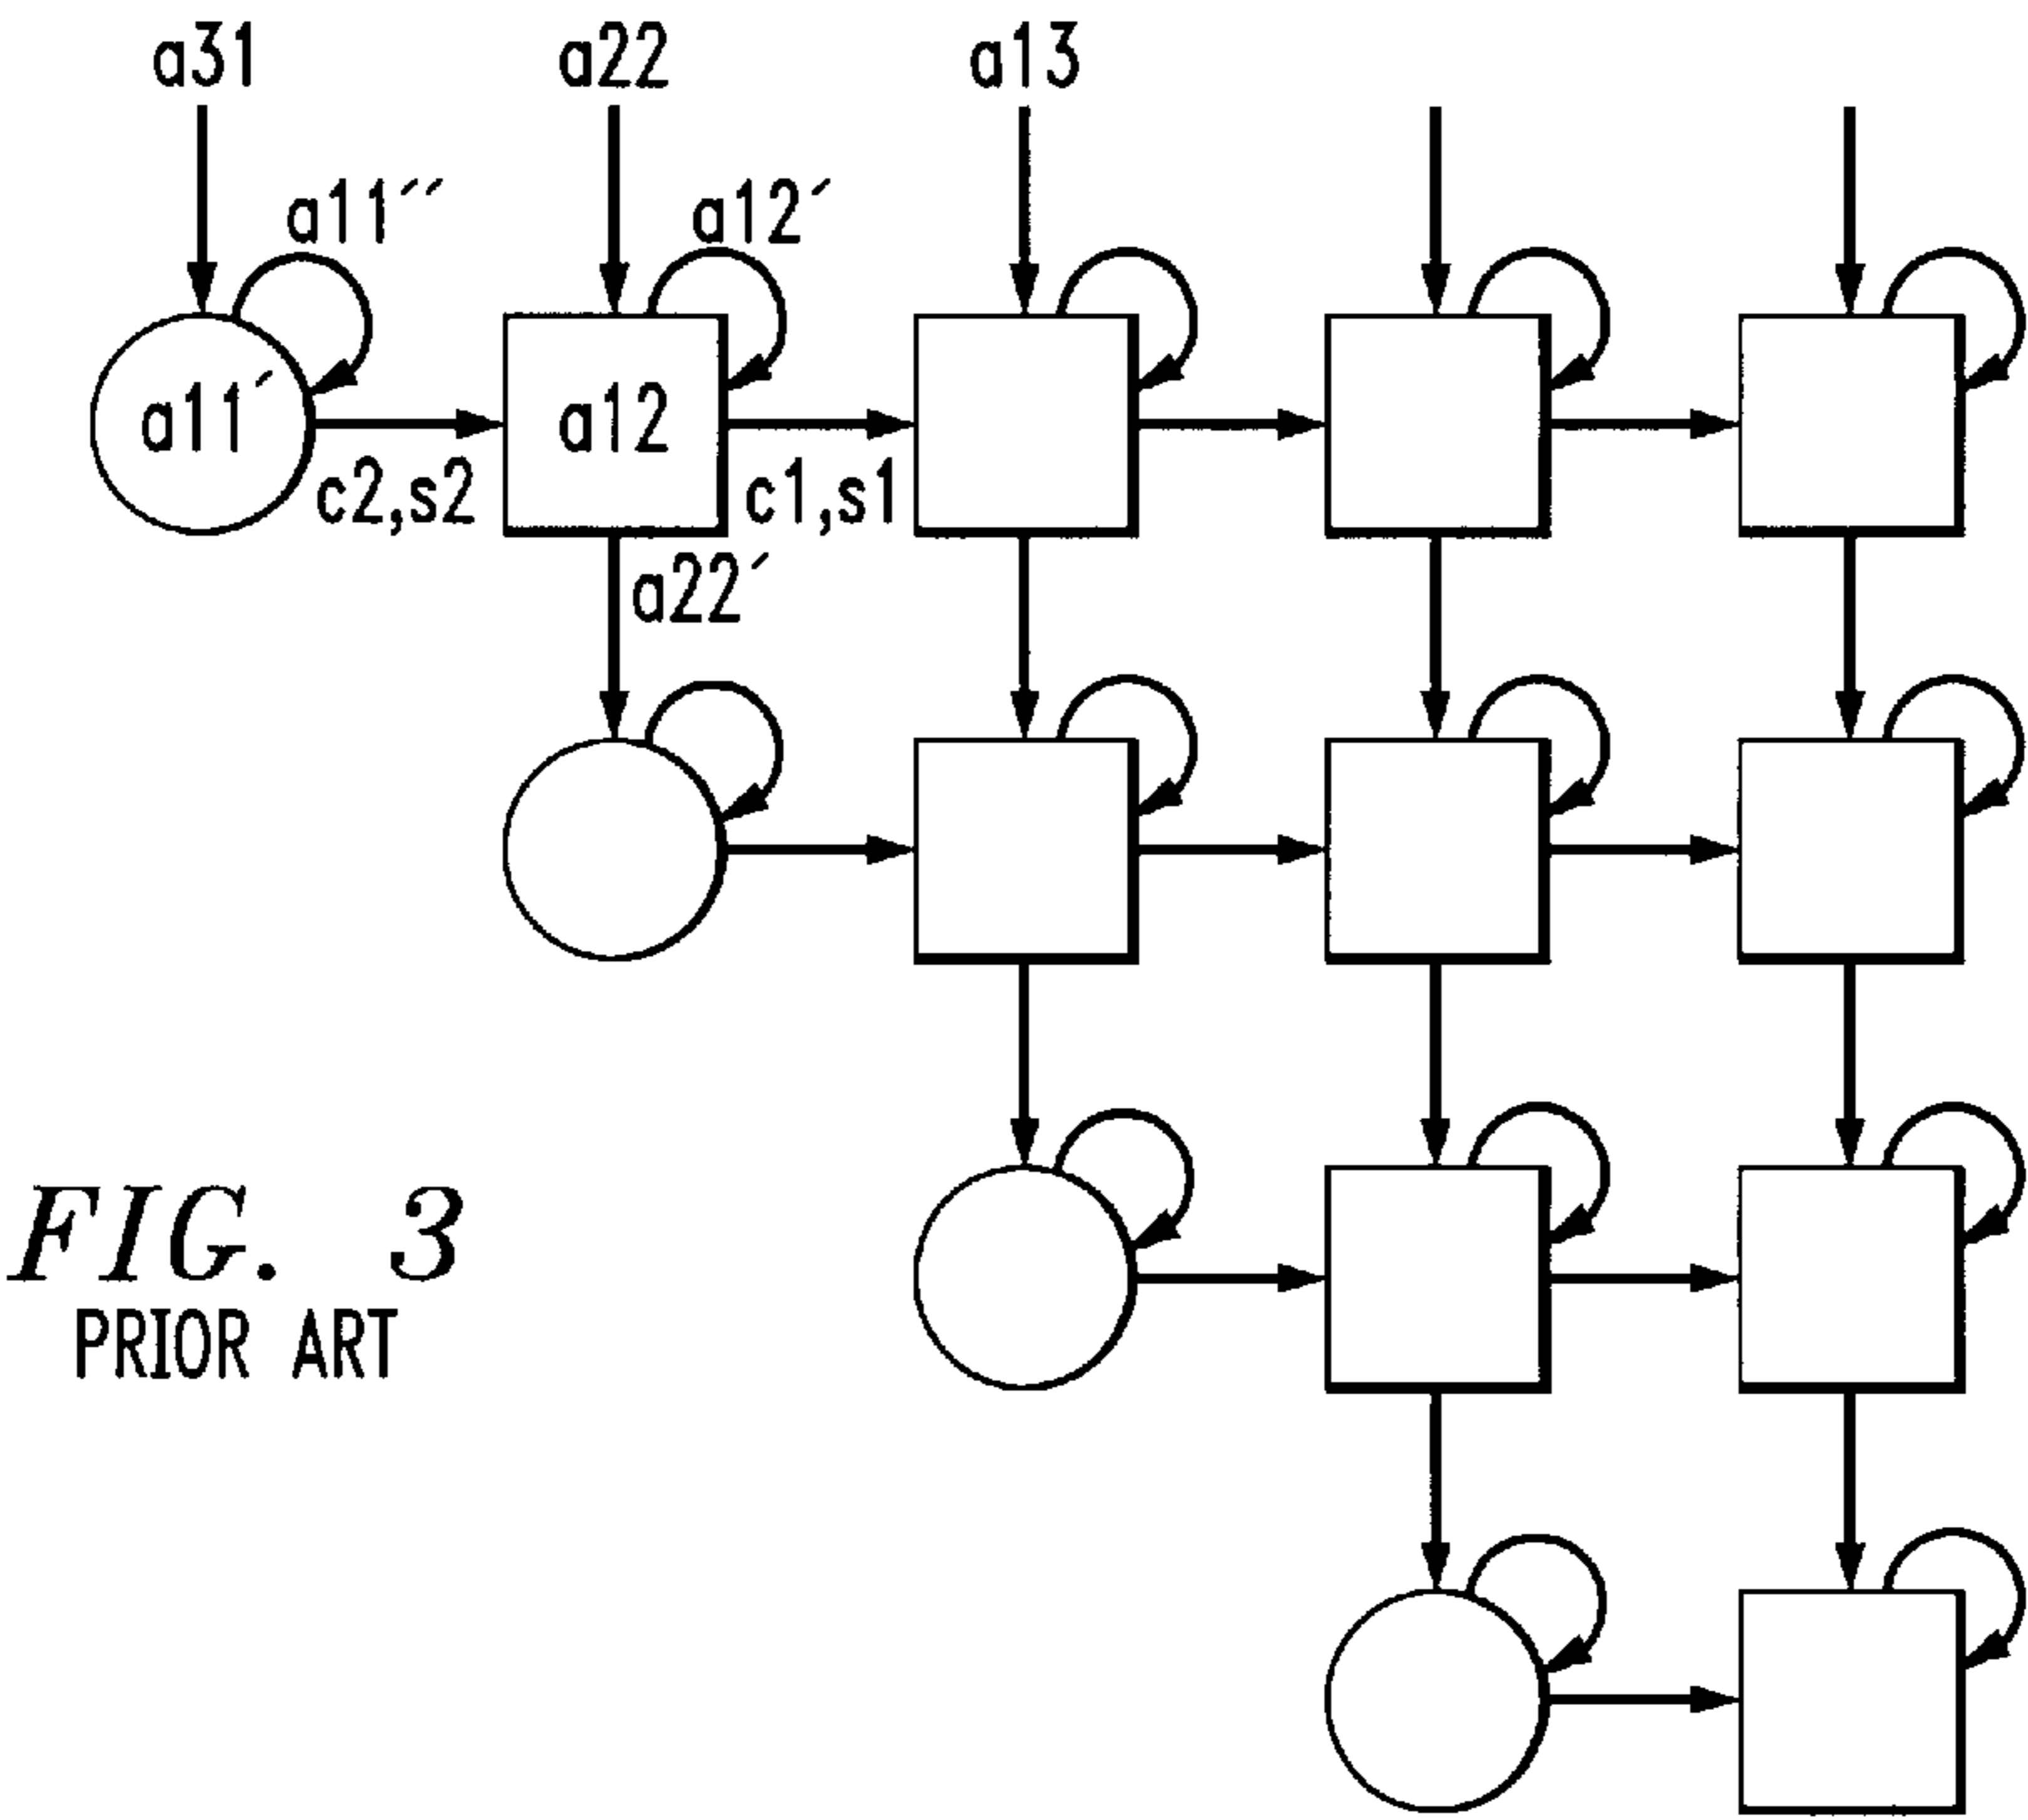 a31 a22 a13
a11′′ a12′
a11′ a12
c2,s2 c1,s1
a22′
FIG. 3
PRIOR ART